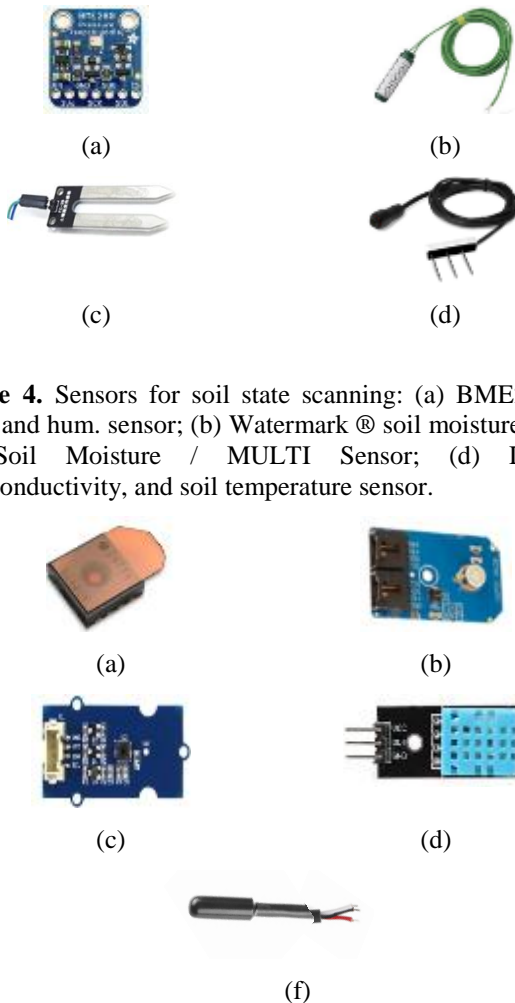 (a)
(b)
(c)
(d)
e 4. Sensors for soil state scanning: (a) BME
and hum. sensor; (b) Watermark ® soil moisture
Soil Moisture / MULTI Sensor; (d)
onductivity, and soil temperature sensor.
(a)
(b)
(c)
(d)
(f)